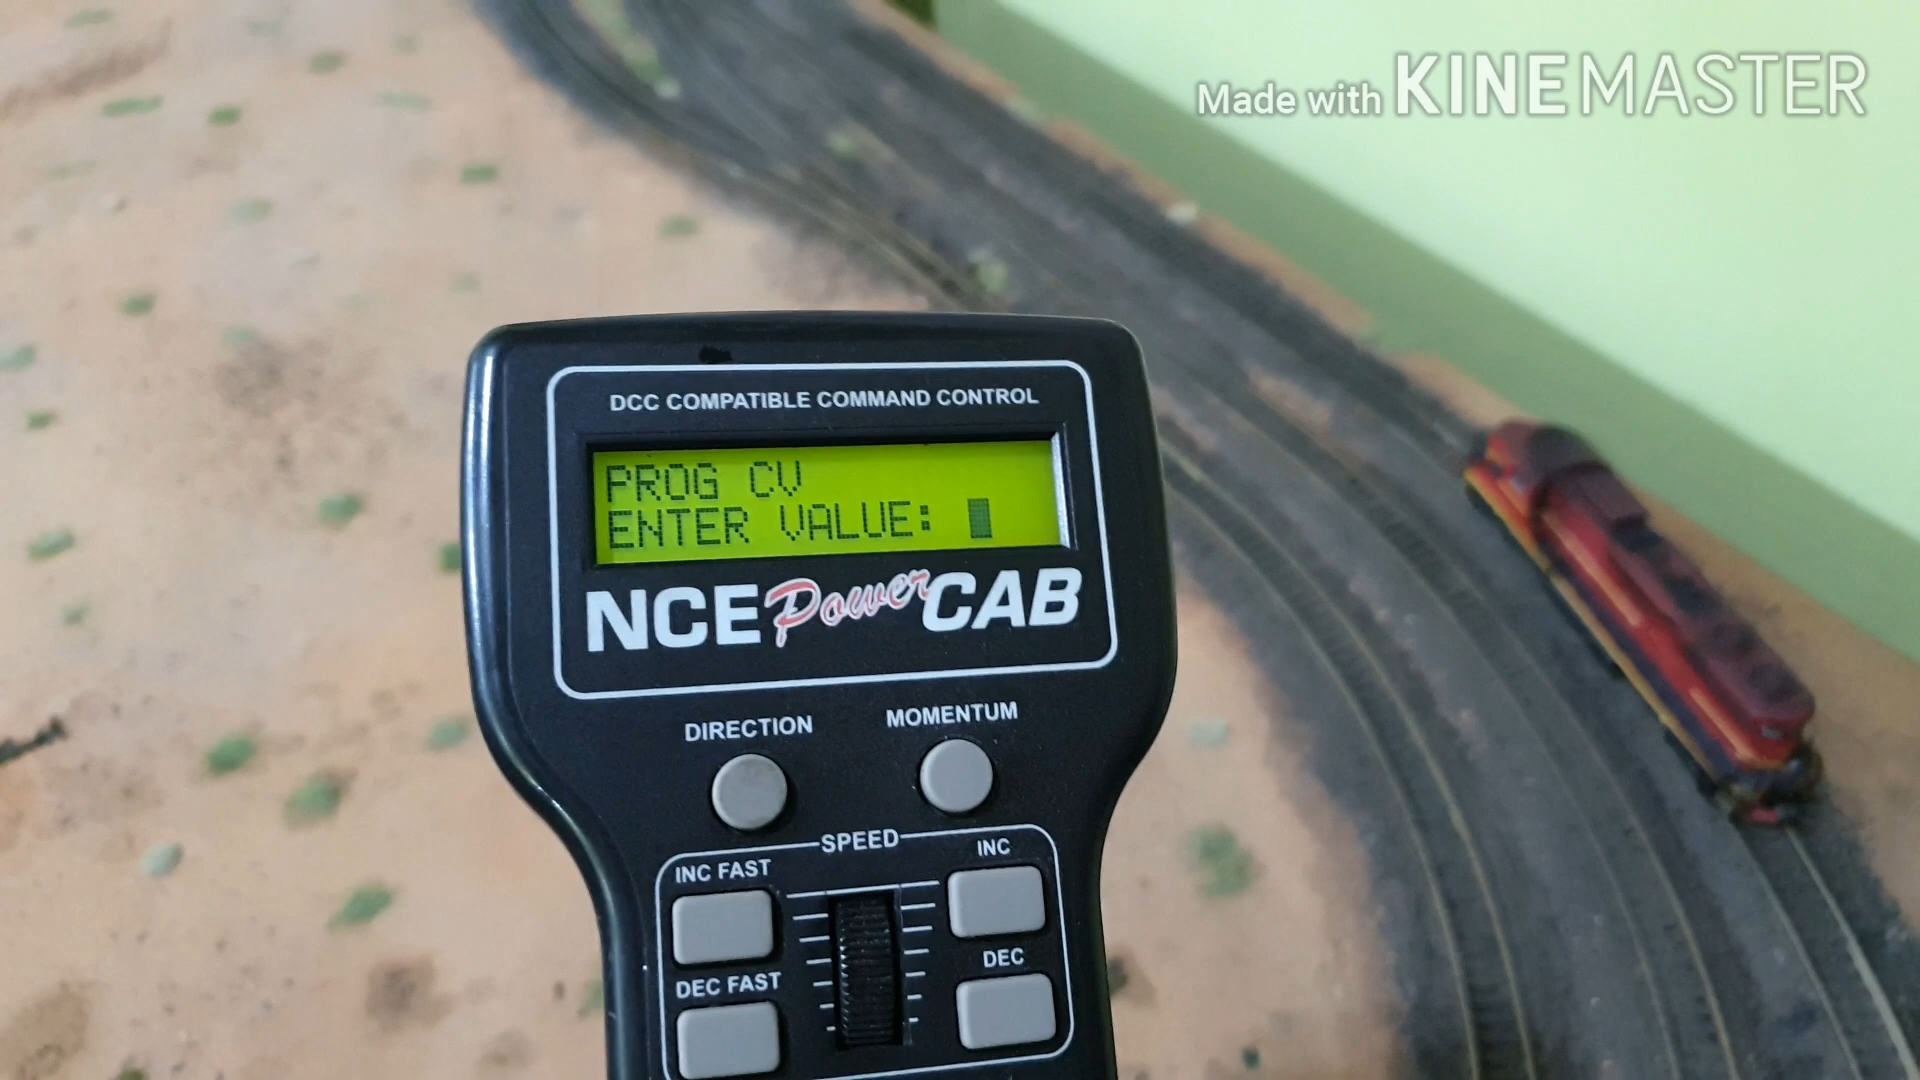 Made with KINEMASTER
DCC COMPATIBLE COMMAND CONTROL
PROG CV
ENTER VALUE:
NCE Power CAB
DIRECTION
MOMENTUM
SPEED
INC FAST
INC
DEC FAST
DEC